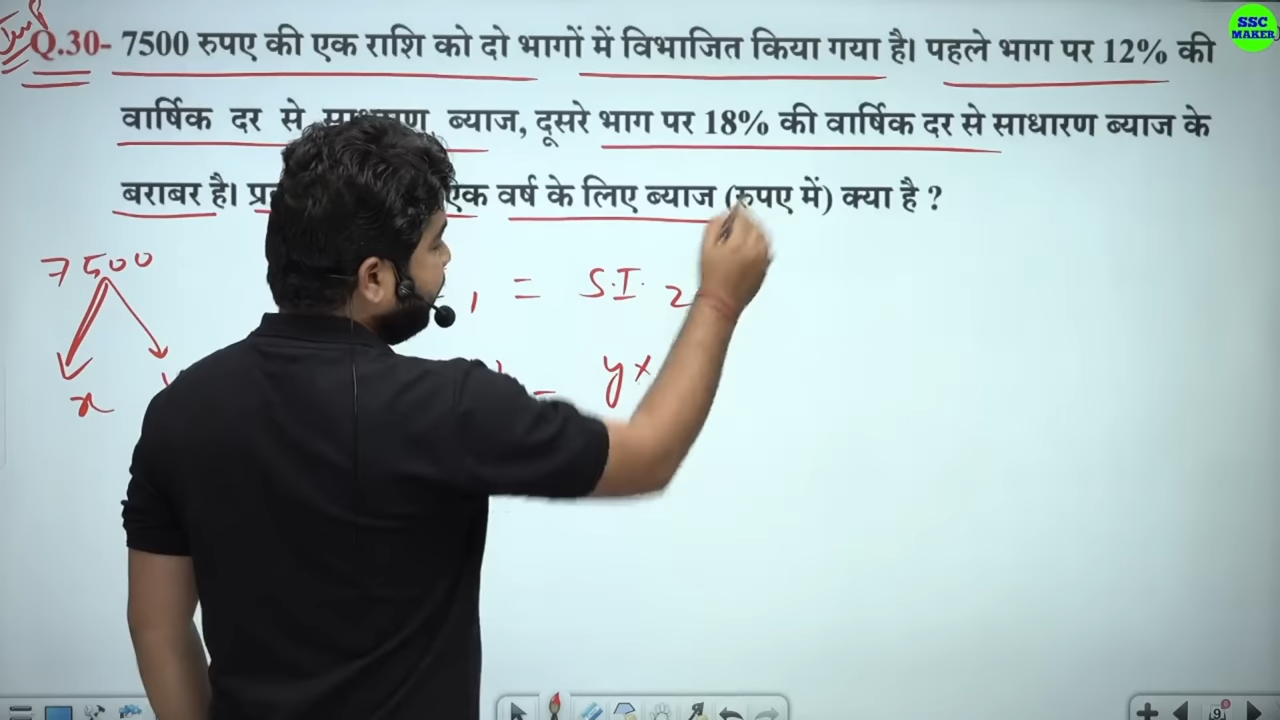 SSC
MAKER
Q.30- 7500 रुपए की एक राशि को दो भागों में विभाजित किया गया है। पहले भाग पर 12% की
वार्षिक दर से ब्याज, दूसरे भाग पर 18% की वार्षिक दर से साधारण ब्याज के
बराबर है। एक वर्ष के लिए ब्याज (रुपए में) क्या है ?
7500
1 = S.I. 2
= y×
x